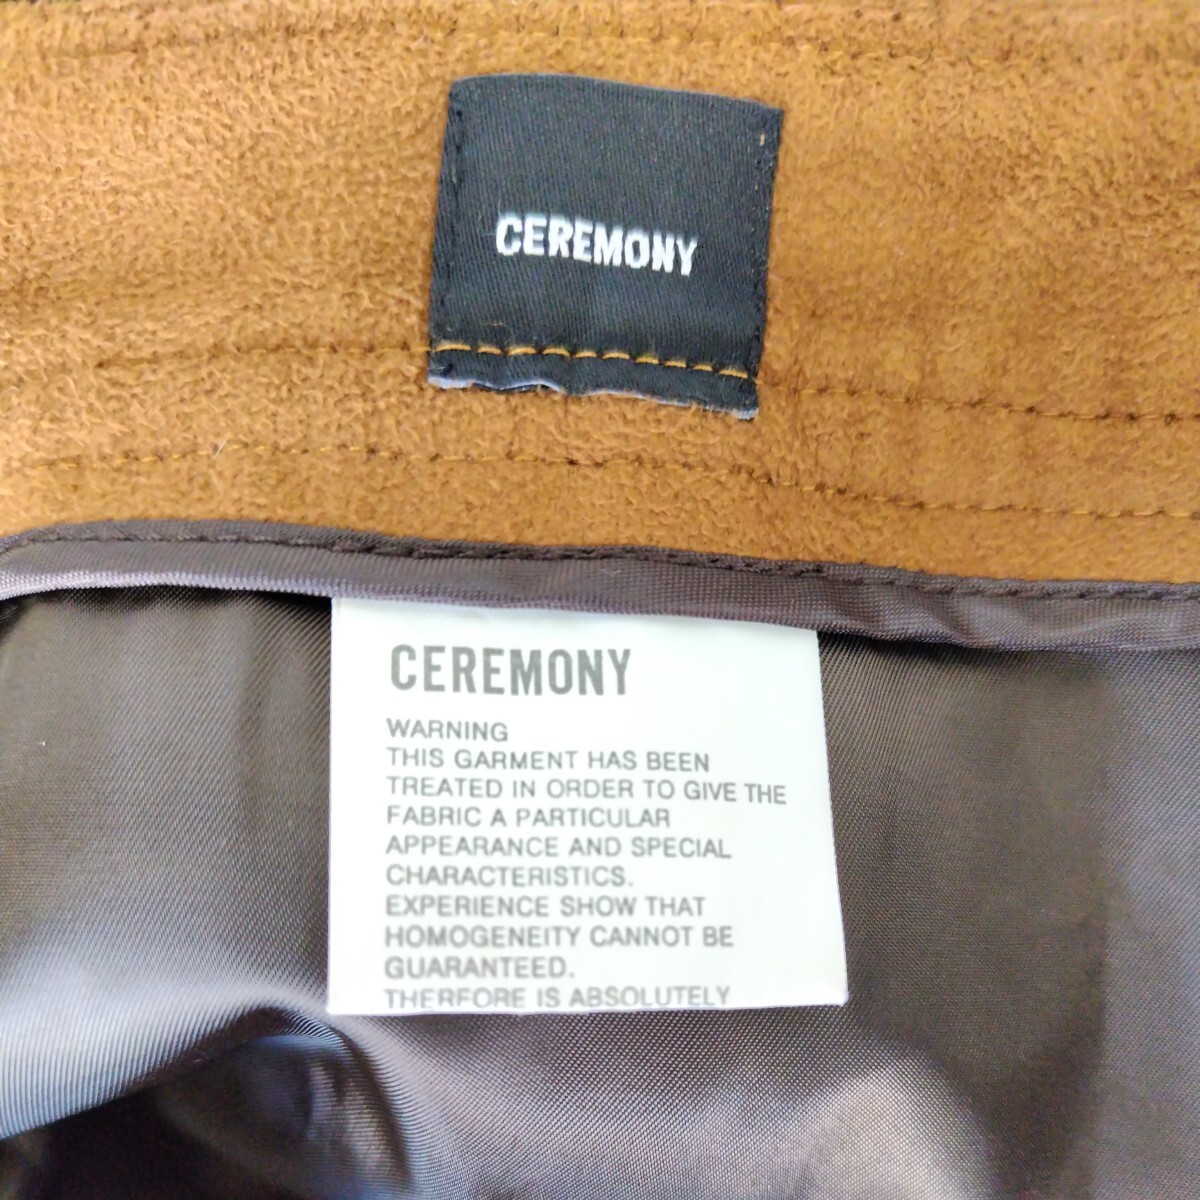 CEREMONY
CEREMONY
WARNING
THIS GARMENT HAS BEEN
TREATED IN ORDER TO GIVE THE
FABRIC A PARTICULAR
APPEARANCE AND SPECIAL
CHARACTERISTICS.
EXPERIENCE SHOW THAT
HOMOGENEITY CANNOT BE
GUARANTEED.
THERFORE IS ABSOLUTELY